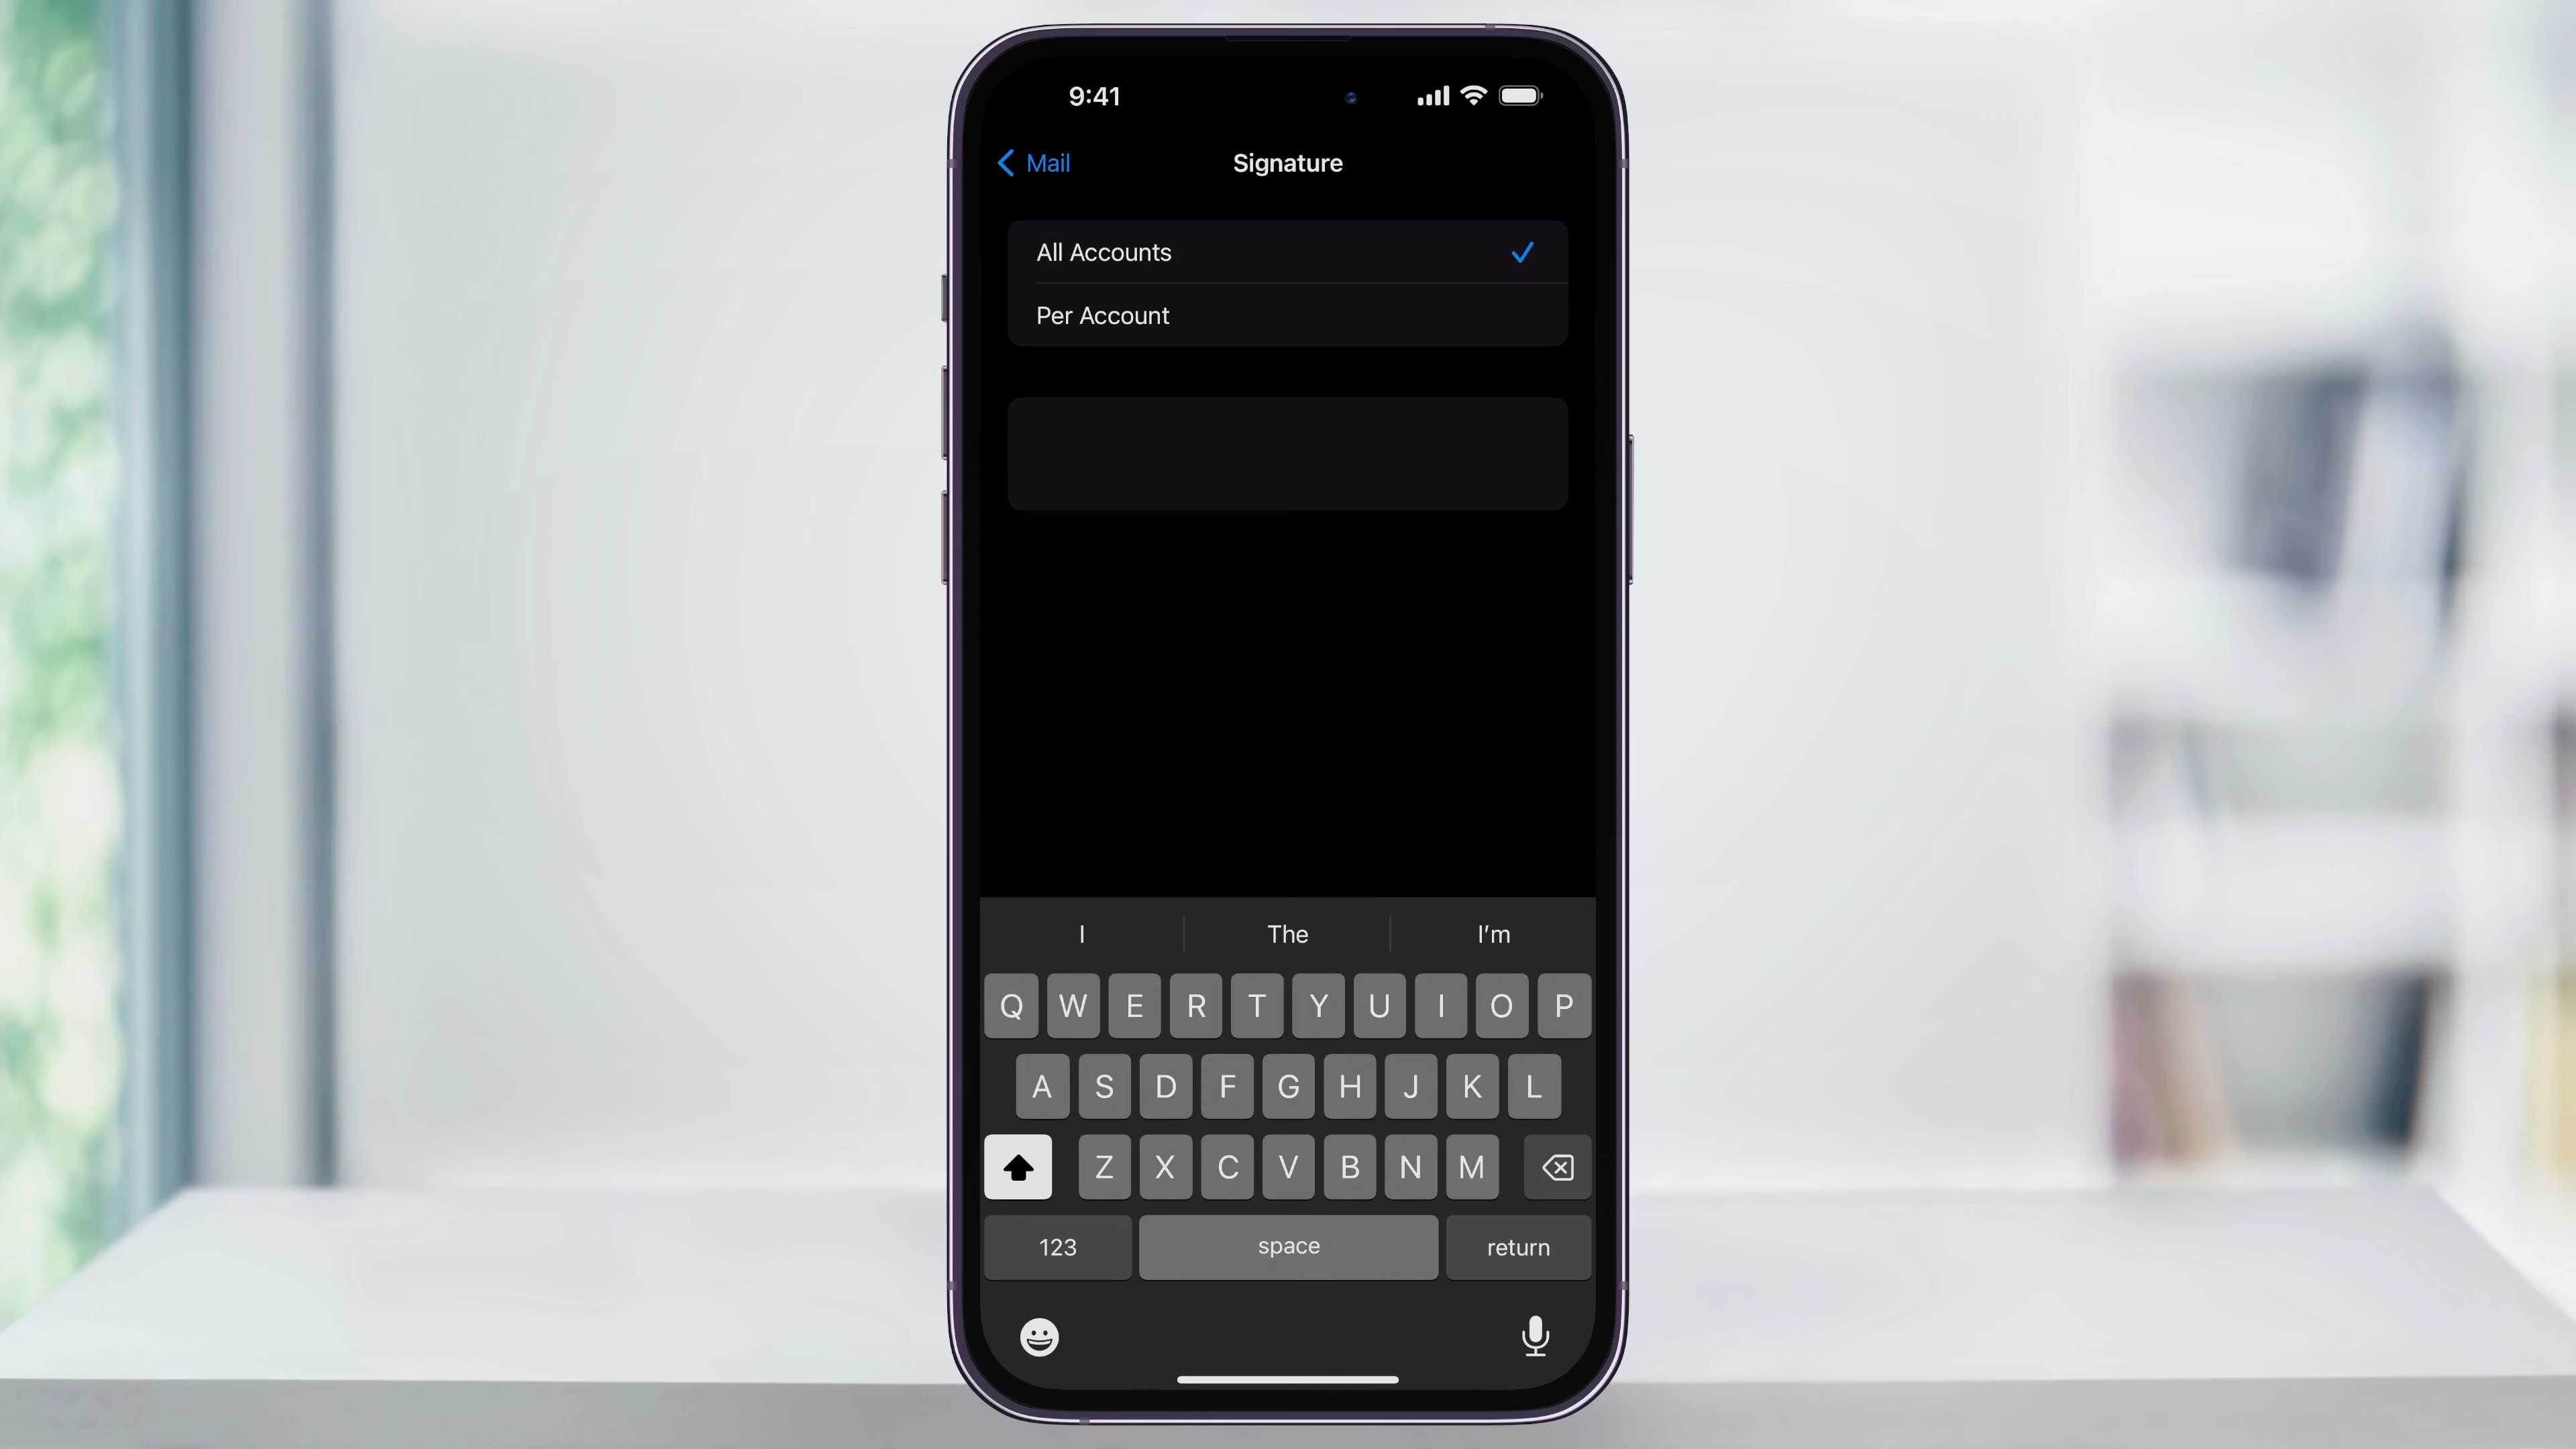 9:41
Mail
Signature
All Accounts
Per Account
I The I'm
Q W E R T Y U I O P
A S D F G H J K L
Z X C V B N M
123 space return